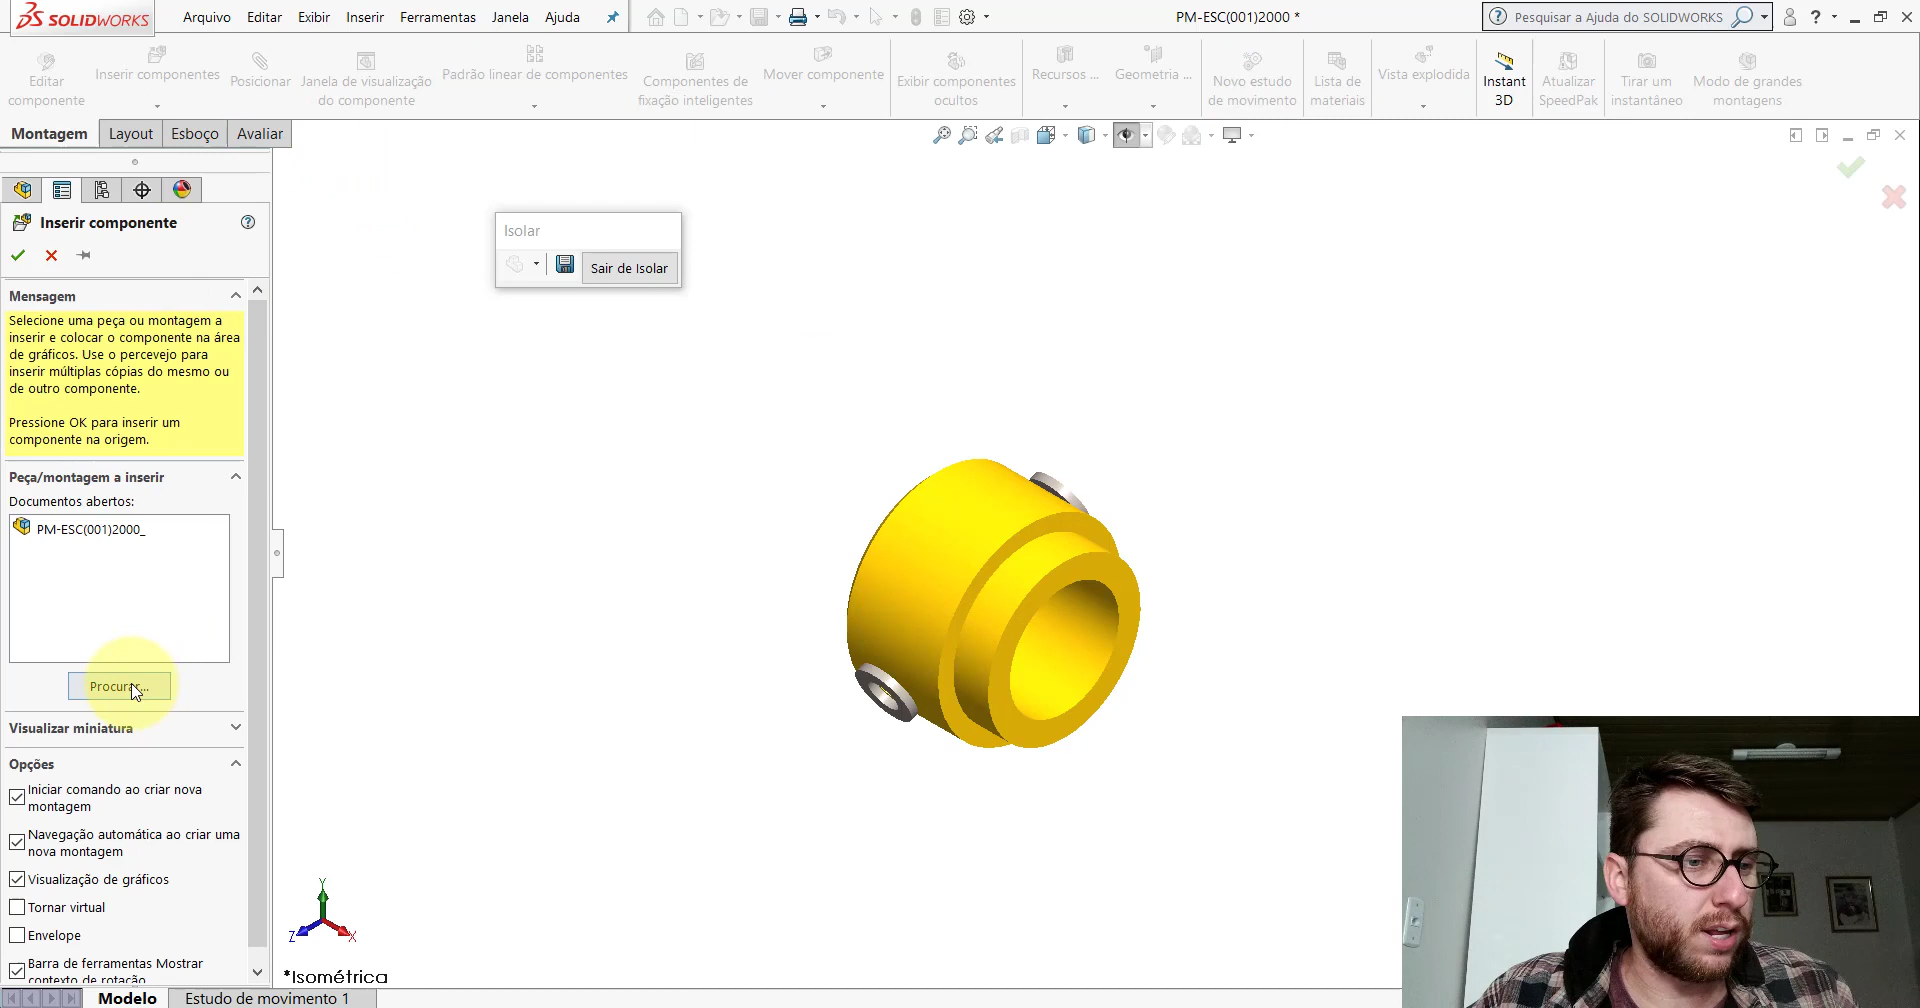 SOLIDWORKS
Arquivo Editar Exibir Inserir Ferramentas Janela Ajuda
PM-ESC(001)2000 *
Pesquisar a Ajuda do SOLIDWORKS
Editar componente
Inserir componentes
Posicionar
Janela de visualização do componente
Padrão linear de componentes
Componentes de fixação inteligentes
Mover componente
Exibir componentes ocultos
Recursos ...
Geometria ...
Novo estudo de movimento
Lista de materiais
Vista explodida
Instant 3D
Atualizar SpeedPak
Tirar um instantâneo
Modo de grandes montagens
Montagem Layout Esboço Avaliar
Inserir componente
Mensagem
Selecione uma peça ou montagem a
inserir e colocar o componente na área
de gráficos. Use o percevejo para
inserir múltiplas cópias do mesmo ou
de outro componente.
Pressione OK para inserir um
componente na origem.
Peça/montagem a inserir
Documentos abertos:
PM-ESC(001)2000_
Procurar...
Visualizar miniatura
Opções
Iniciar comando ao criar nova
montagem
Navegação automática ao criar uma
nova montagem
Visualização de gráficos
Tornar virtual
Envelope
Barra de ferramentas Mostrar
contexto de rotação
Isolar
Sair de Isolar
Y
Z
X
*Isométrica
Modelo Estudo de movimento 1